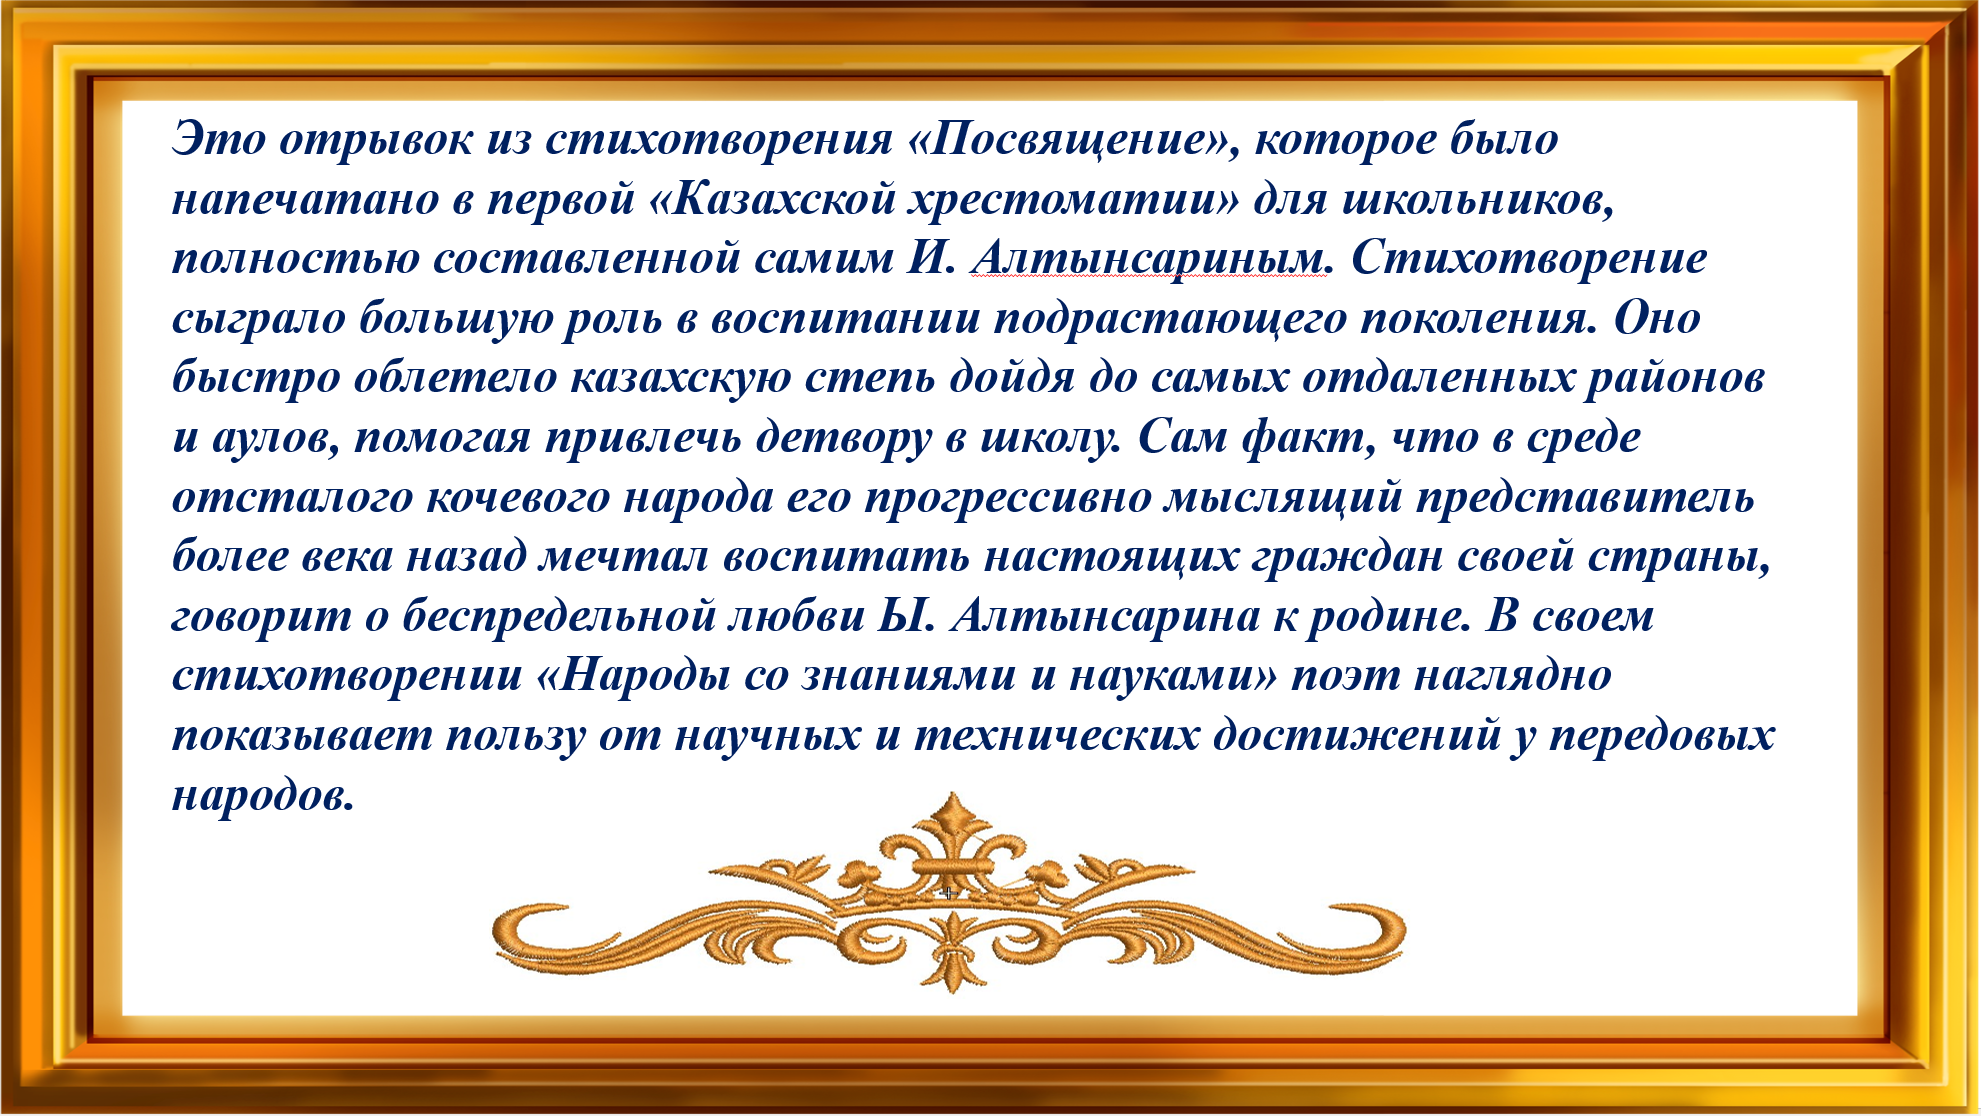 Это отрывок из стихотворения «Посвящение», которое было
напечатано в первой «Казахской хрестоматии» для школьников,
полностью составленной самим И. Алтынсариным. Стихотворение
сыграло большую роль в воспитании подрастающего поколения. Оно
быстро облетело казахскую степь дойдя до самых отдаленных районов
и аулов, помогая привлечь детвору в школу. Сам факт, что в среде
отсталого кочевого народа его прогрессивно мыслящий представитель
более века назад мечтал воспитать настоящих граждан своей страны,
говорит о беспредельной любви Ы. Алтынсарина к родине. В своем
стихотворении «Народы со знаниями и науками» поэт наглядно
показывает пользу от научных и технических достижений у передовых
народов.